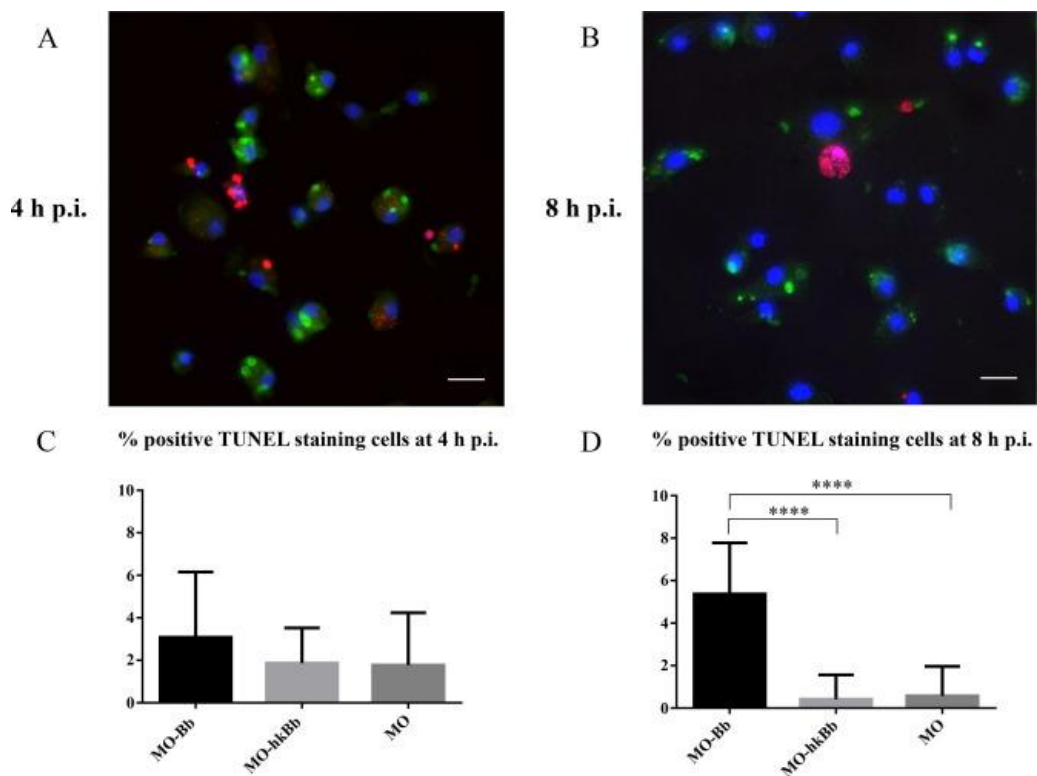 A
B
4 h p.i.
8 h p.i.
C
% positive TUNEL staining cells at 4 h p.i.
10
8
6
4
2
0
MO-Bb
MO-hkBb
MO
D
% positive TUNEL staining cells at 8 h p.i.
****
****
10
8
6
4
2
0
MO-Bb
MO-hkBb
MO